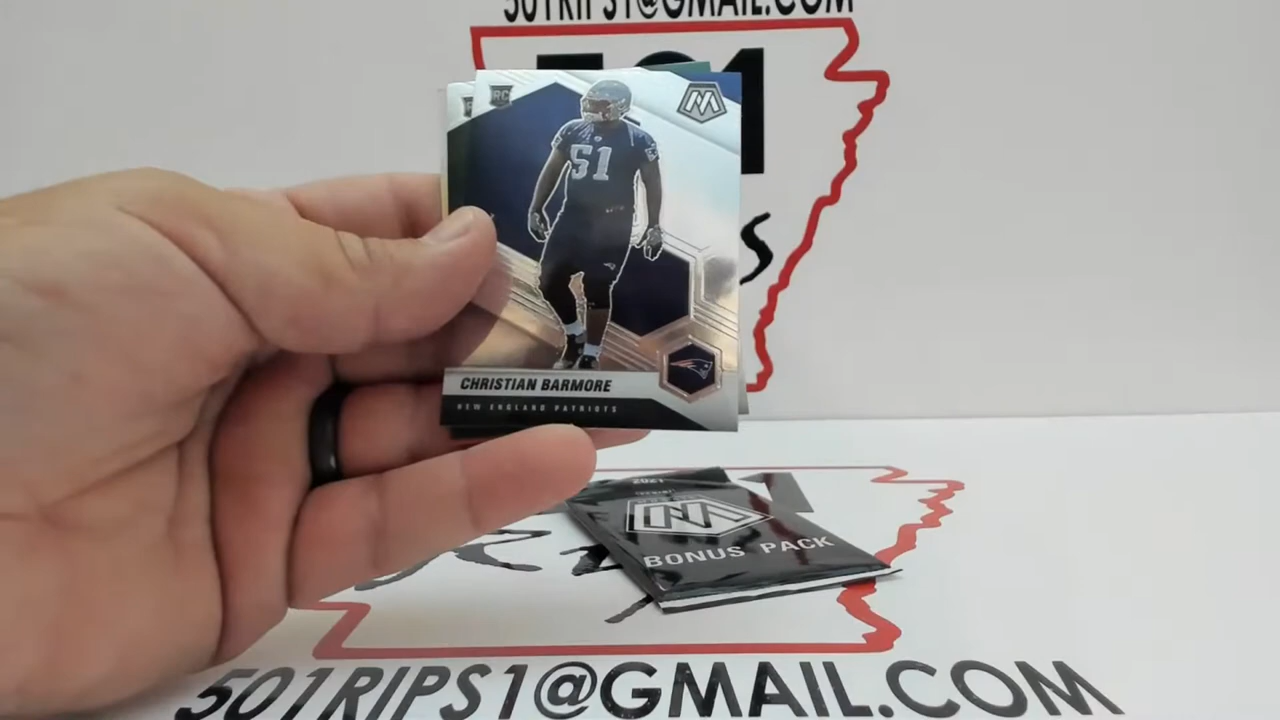 501RIPS1@GMAIL.COM
RC
51
CHRISTIAN BARMORE
NEW ENGLAND PATRIOTS
2021
BONUS PACK
501RIPS1@GMAIL.COM